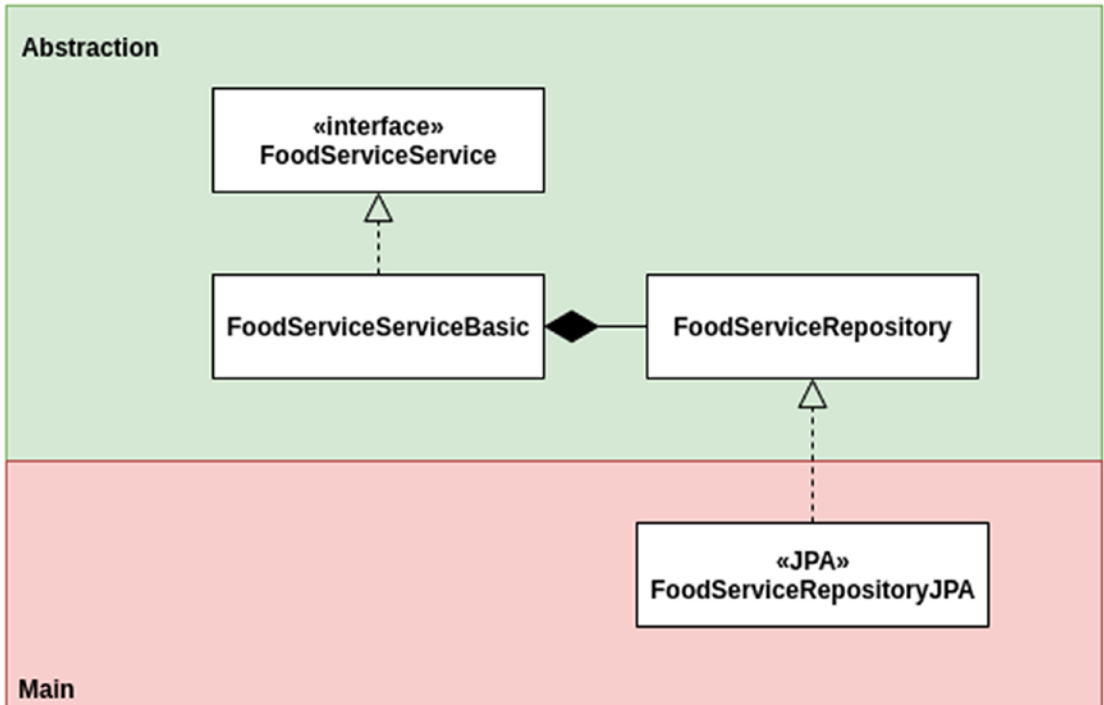 Abstraction
«interface»
FoodServiceService
FoodServiceServiceBasic
FoodServiceRepository
«JPA»
FoodServiceRepositoryJPA
Main